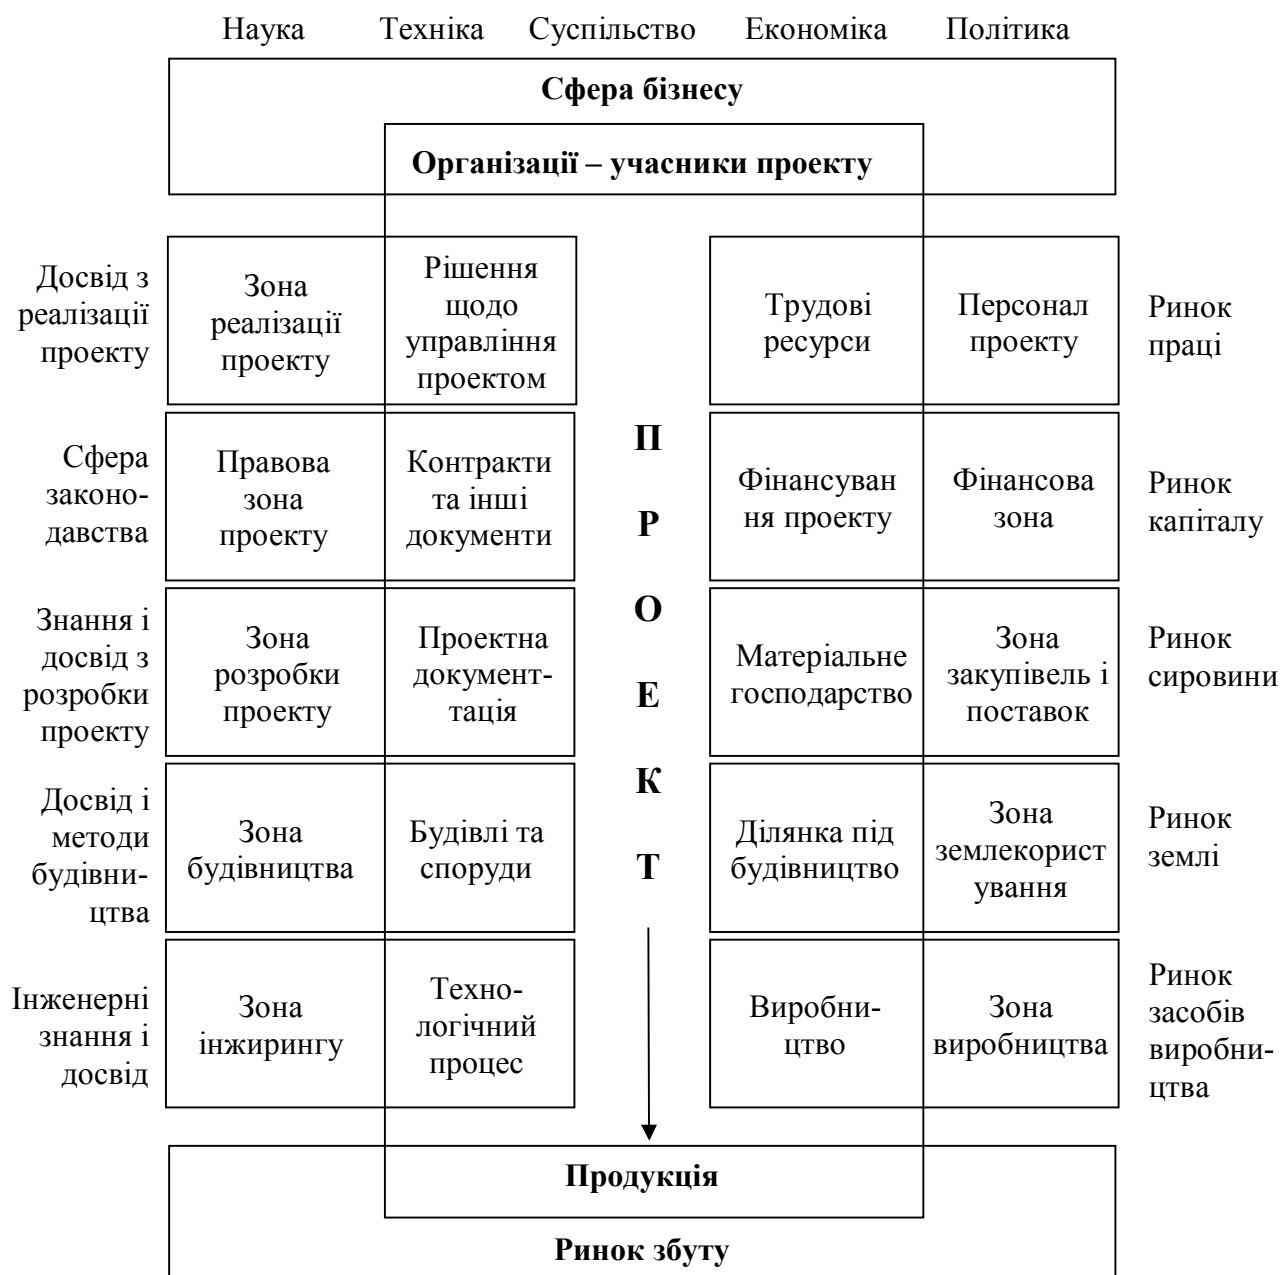 Наука Техніка Суспільство Економіка Політика
Сфера бізнесу
Організації – учасники проекту
Досвід з
реалізації
проекту
Зона
реалізації
проекту
Рішення
щодо
управління
проектом
Трудові
ресурси
Персонал
проекту
Ринок
праці
Сфера
законо-
давства
Правова
зона
проекту
Контракти
та інші
документи
Фінансуван
ня проекту
Фінансова
зона
Ринок
капіталу
Знання і
досвід з
розробки
проекту
Зона
розробки
проекту
Проектна
документ-
тація
Матеріальне
господарство
Зона
закупівель і
поставок
Ринок
сировини
Досвід і
методи
будівни-
цтва
Зона
будівництва
Будівлі та
споруди
Ділянка під
будівництво
Зона
землекорист
ування
Ринок
землі
Інженерні
знання і
досвід
Зона
інжирингу
Техно-
логічний
процес
Виробни-
цтво
Зона
виробництва
Ринок
засобів
виробни-
цтва
П
Р
О
Е
К
Т
Продукція
Ринок збуту